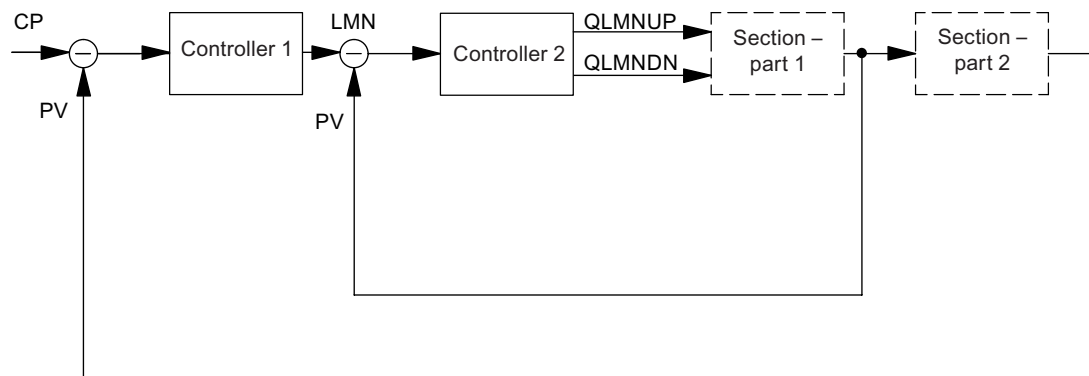 CP
PV
Controller 1
LMN
PV
Controller 2
QLMNUP
QLMNDN
Section –
part 1
Section –
part 2